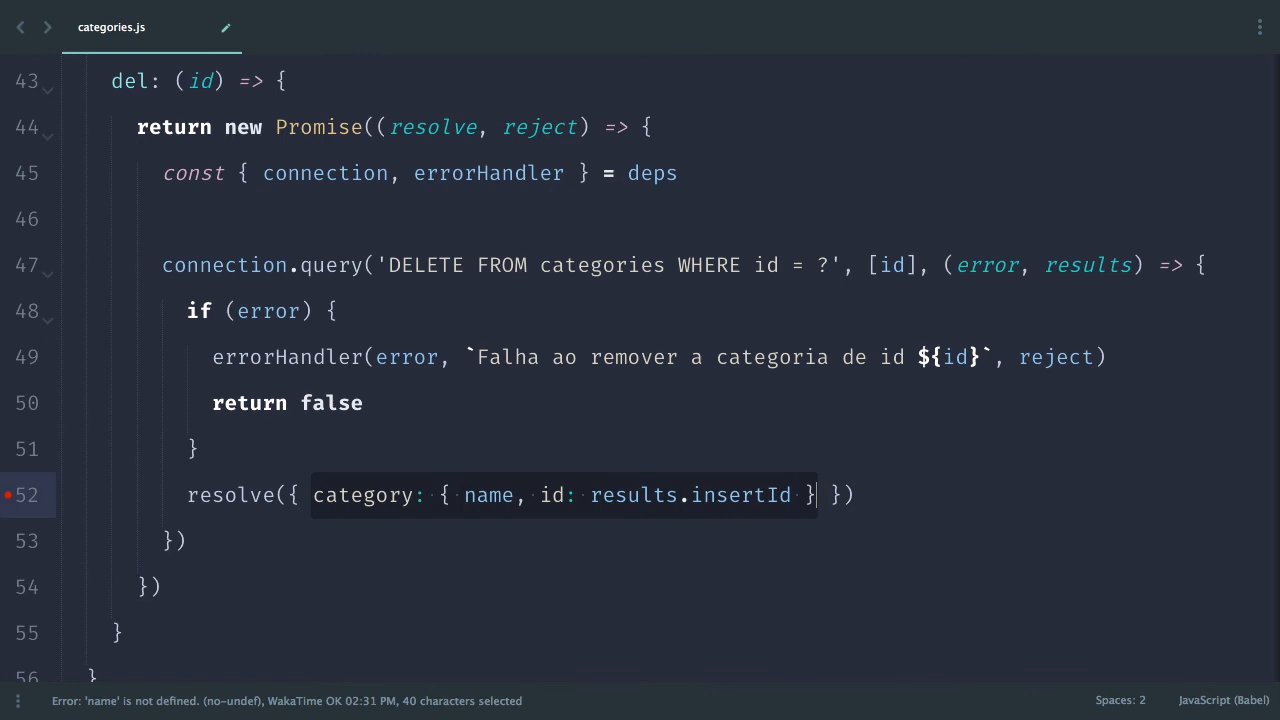 categories.js
43 del: (id) => {
44 return new Promise((resolve, reject) => {
45 const { connection, errorHandler } = deps
46
47 connection.query('DELETE FROM categories WHERE id = ?', [id], (error, results) => {
48 if (error) {
49 errorHandler(error, `Falha ao remover a categoria de id ${id}`, reject)
50 return false
51 }
52 resolve({ category: { name, id: results.insertId } })
53 })
54 })
55 }
56 }
Error: 'name' is not defined. (no-undef), WakaTime OK 02:31 PM, 40 characters selected Spaces: 2 JavaScript (Babel)